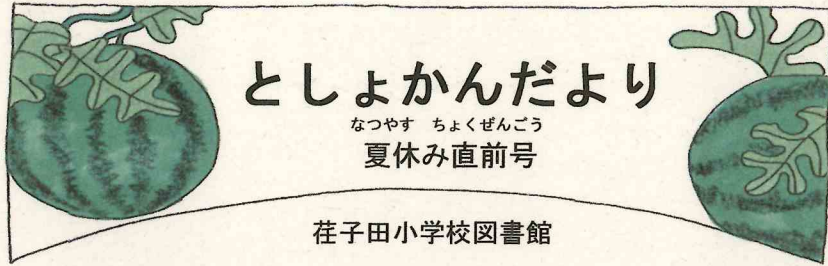 としょかんだより
なつやす ちょくぜんごう
夏休み直前号
荏子田小学校図書館